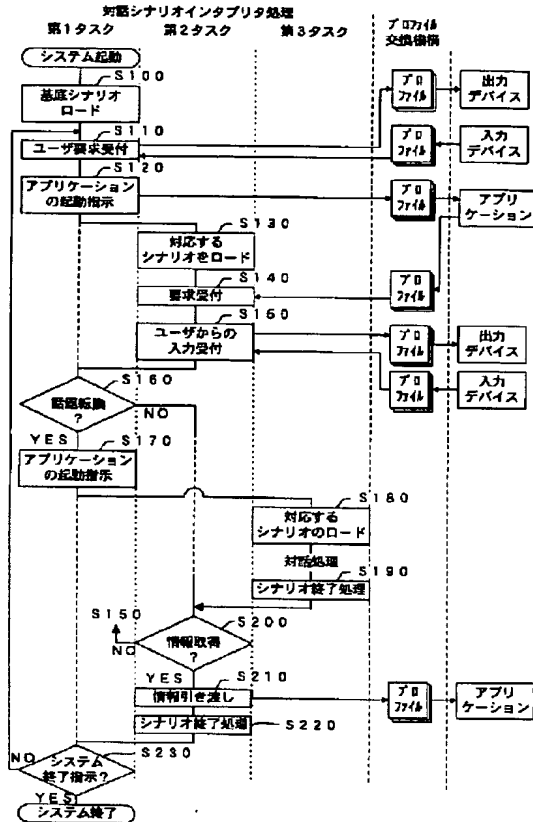 対話シナリオインタプリタ処理
第1タスク 第2タスク 第3タスク
プロファイル
交換機構
システム起動
S100
基底シナリオ
ロード
プロ
ファイル
出力
デバイス
S110
ユーザ要求受付
プロ
ファイル
入力
デバイス
S120
アプリケーション
の起動指示
プロ
ファイル
アプリ
ケーション
S130
対応する
シナリオをロード
S140
要求受付
プロ
ファイル
S150
ユーザからの
入力受付
プロ
ファイル
出力
デバイス
プロ
ファイル
入力
デバイス
S160
話題転換
?
NO
YES
S170
アプリケーション
の起動指示
S180
対応する
シナリオのロード
対話処理
S190
シナリオ終了処理
S150
S200
情報取得
?
NO
YES
S210
情報引き渡し
プロ
ファイル
アプリ
ケーション
S220
シナリオ終了処理
S230
NO
システム
終了指示?
YES
システム終了